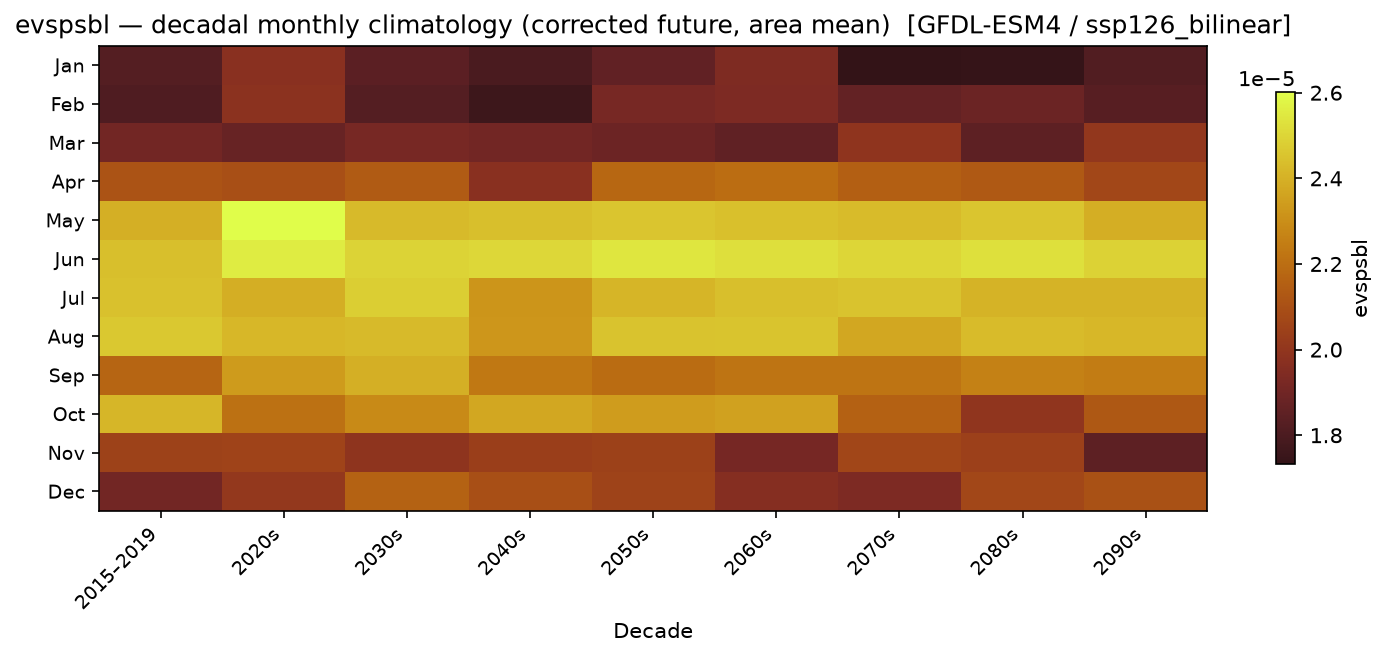 evspsbl — decadal monthly climatology (corrected future, area mean)  [GFDL-ESM4 / ssp126_bilinear]
Jan
Feb
Mar
Apr
May
Jun
Jul
Aug
Sep
Oct
Nov
Dec
2015–2019
2020s
2030s
2040s
2050s
2060s
2070s
2080s
2090s
Decade
1e−5
2.6
2.4
2.2
2.0
1.8
evspsbl